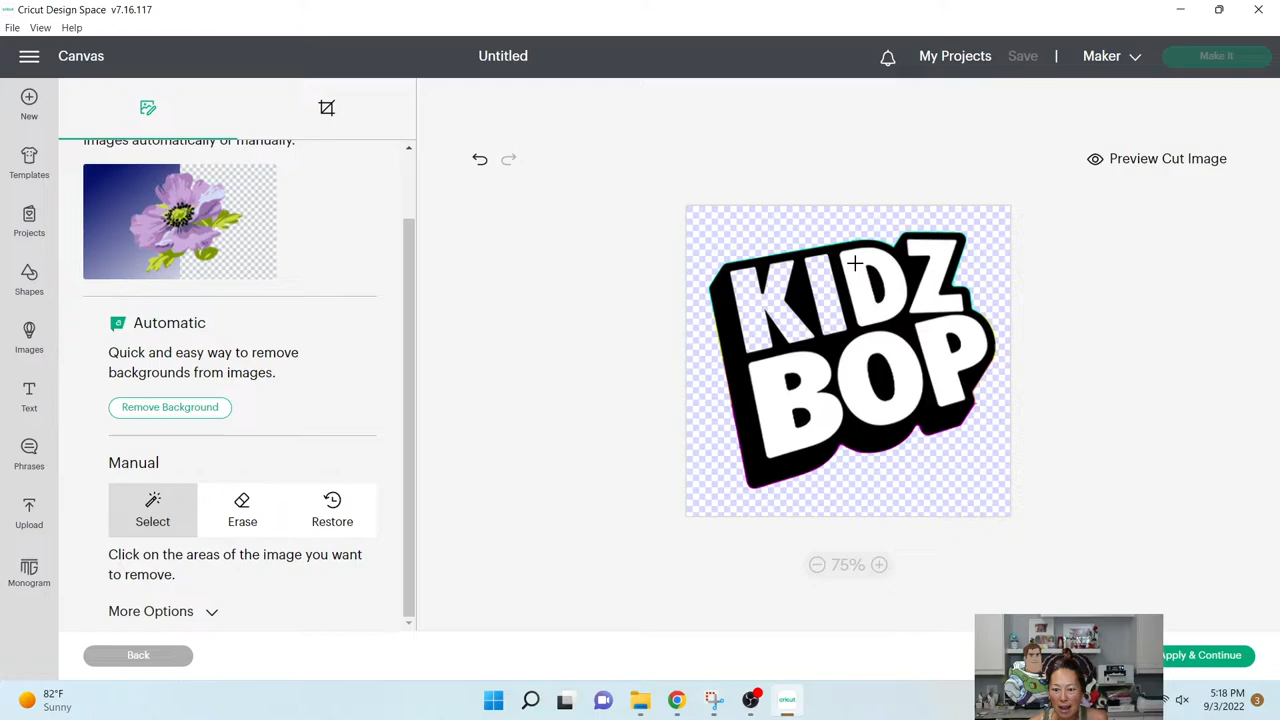 Cricut Design Space v7.16.117
File View Help
Canvas
Untitled
My Projects Save | Maker
Make It
New
Templates
Projects
Shapes
Images
Text
Phrases
Upload
Monogram
images automatically or manually.
Automatic
Quick and easy way to remove
backgrounds from images.
Remove Background
Manual
Select Erase Restore
Click on the areas of the image you want
to remove.
More Options
Back
Preview Cut Image
KIDZ
BOP
75%
Apply & Continue
82°F
Sunny
cricut
5:18 PM
9/3/2022
3